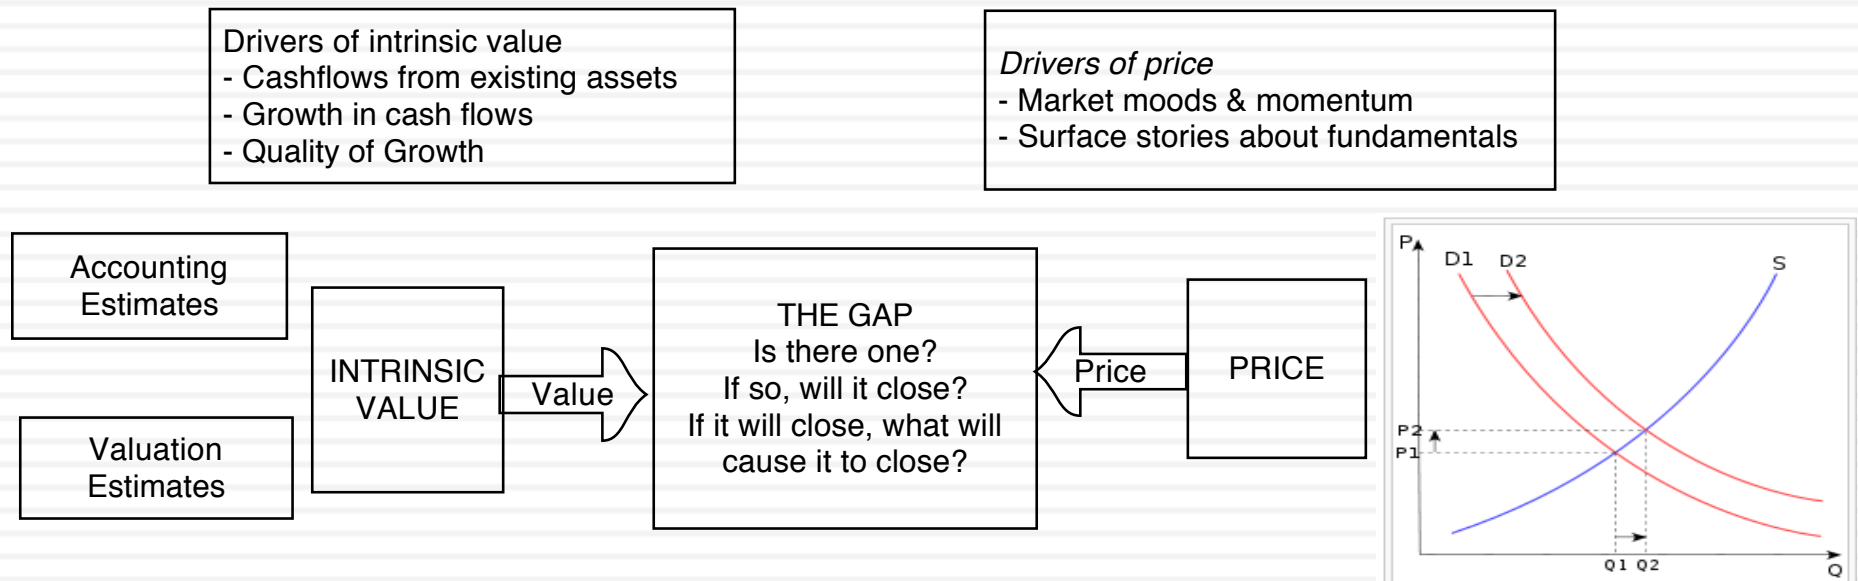 Drivers of intrinsic value
- Cashflows from existing assets
- Growth in cash flows
- Quality of Growth
Drivers of price
- Market moods & momentum
- Surface stories about fundamentals
Accounting
Estimates
Valuation
Estimates
INTRINSIC
VALUE
Value
THE GAP
Is there one?
If so, will it close?
If it will close, what will
cause it to close?
Price
PRICE
P
D1 D2
S
P2
P1
Q1 Q2
Q